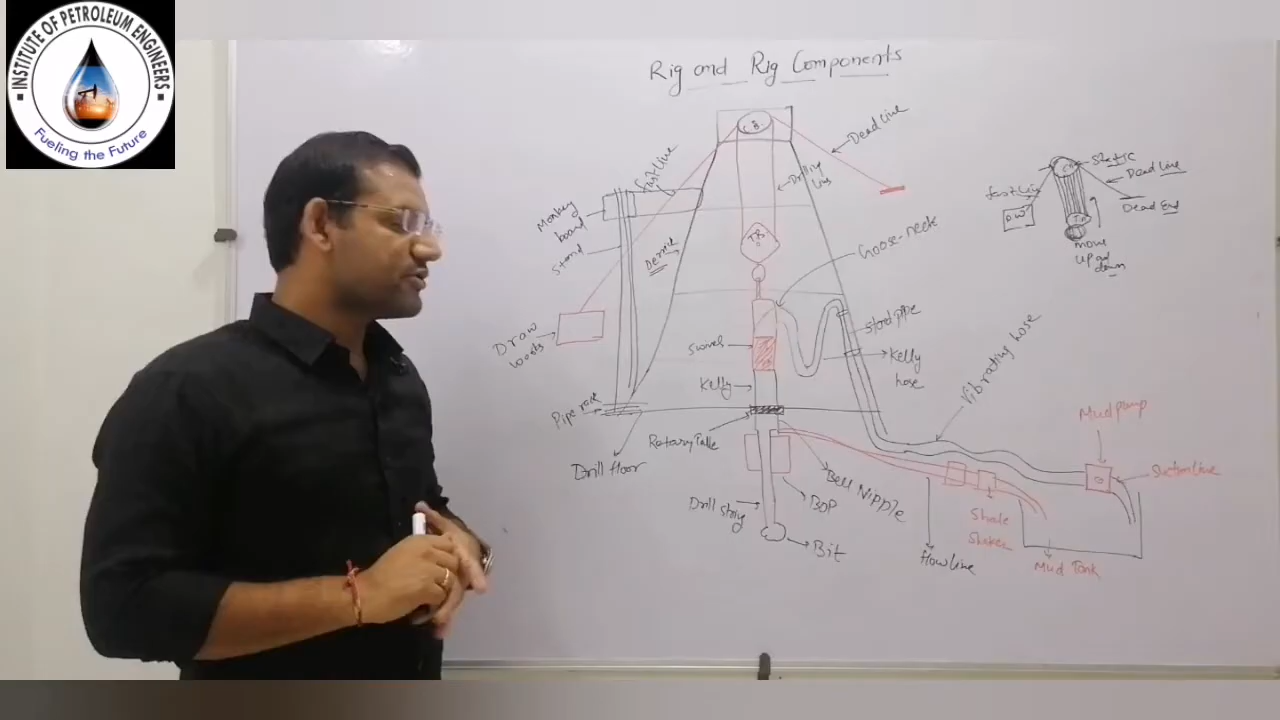 INSTITUTE OF PETROLEUM ENGINEERS
Fueling the Future
Rig and Rig Components
C.B.
Dead Line
Fast Line
Drilling
Line
Monkey
board
Stand
Derrick
T.B.
Goose-neck
Draw
works
Swivel
Stand pipe
Kelly
hose
Kelly
Vibrating hose
Pipe rack
Rotary Table
Drill floor
Mud pump
Suction Line
Bell Nipple
BOP
Drill string
Bit
Flow line
Shale
Shaker
Mud Tank
Static
Dead Line
Fast Line
D.W
Dead End
T.B
move
up and
down